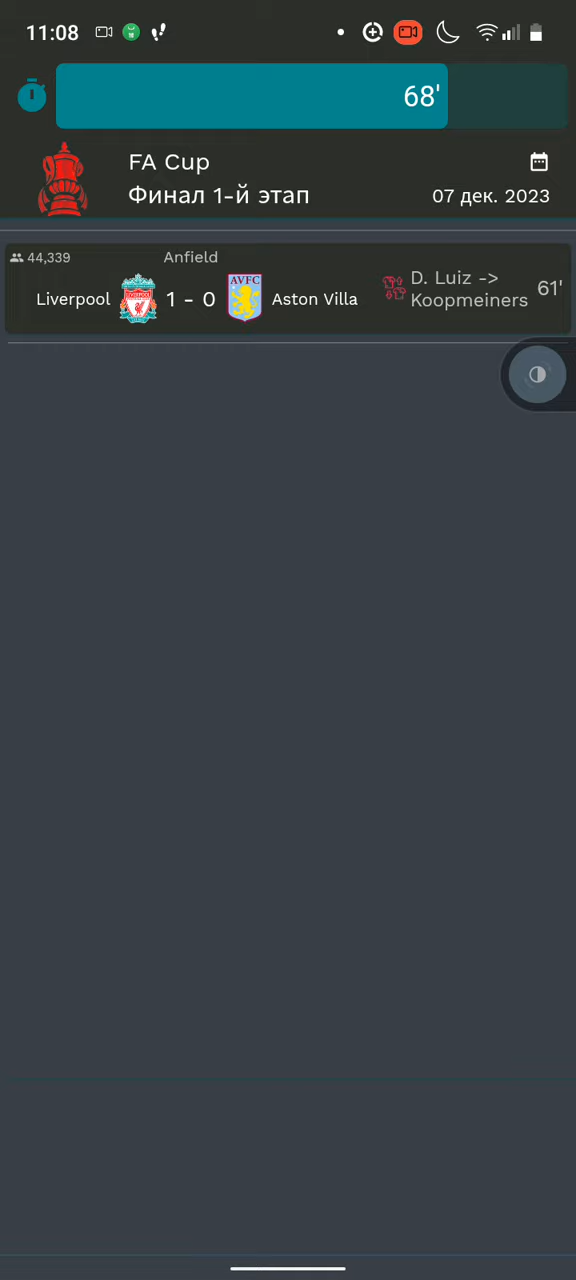 11:08
68'
FA Cup
Финал 1-й этап
07 дек. 2023
44,339
Anfield
Liverpool
1 - 0
AVFC
Aston Villa
D. Luiz ->
Koopmeiners
61'